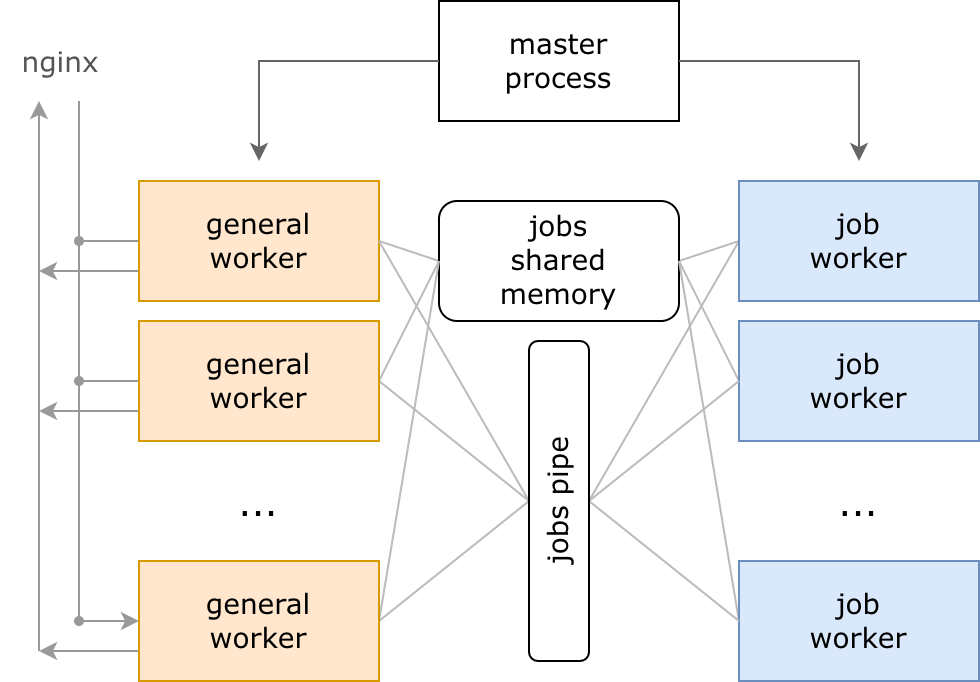 master
process
nginx
general
worker
jobs
shared
memory
job
worker
general
worker
job
worker
jobs pipe
...
...
general
worker
job
worker